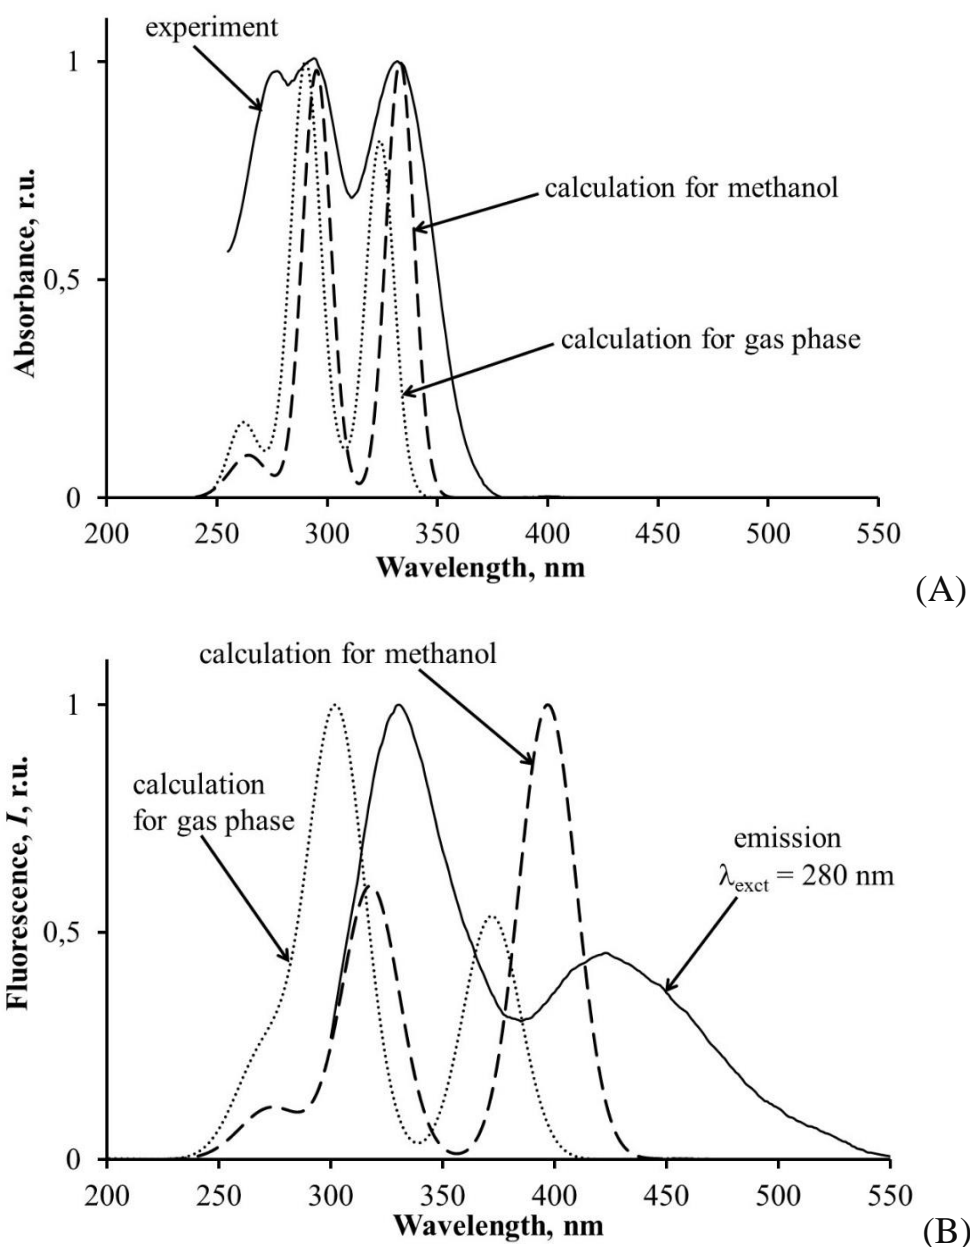 experiment
1
calculation for methanol
Absorbance, r.u.
0,5
calculation for gas phase
0
200 250 300 350 400 450 500 550
Wavelength, nm
(A)
calculation for methanol
1
calculation
for gas phase
emission
λexct = 280 nm
Fluorescence, I, r.u.
0,5
0
200 250 300 350 400 450 500 550
Wavelength, nm
(B)